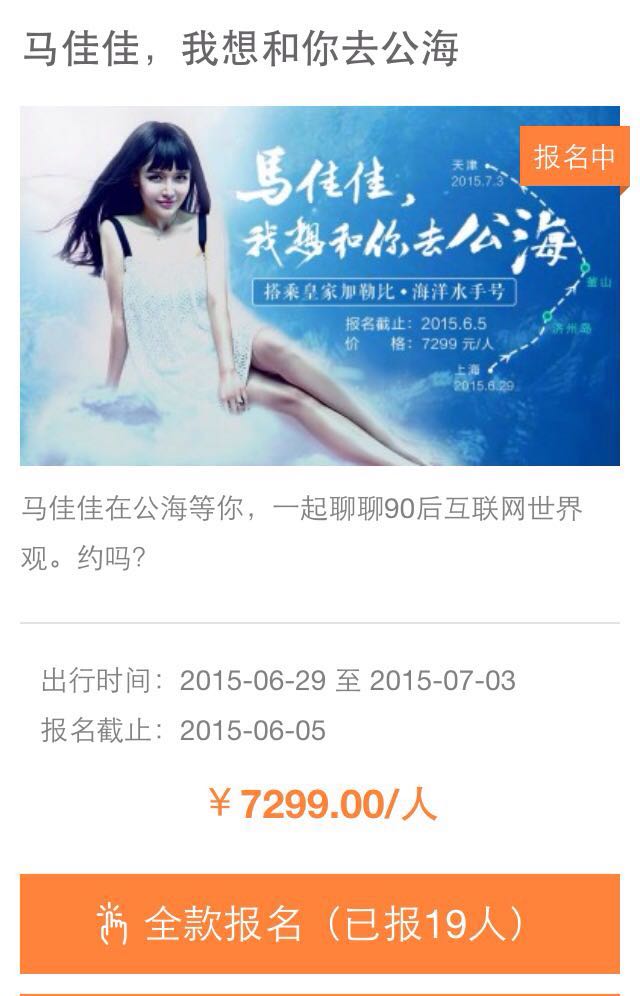 马佳佳，我想和你去公海
报名中
馬佳佳，
我想和你去公海
搭乘皇家加勒比·海洋水手号
报名截止：2015.6.5
价　　格：7299 元/人
天津
2015.7.3
釜山
济州岛
上海
2015.6.29
马佳佳在公海等你，一起聊聊90后互联网世界
观。约吗？
出行时间：2015-06-29 至 2015-07-03
报名截止：2015-06-05
￥7299.00/人
全款报名（已报19人）